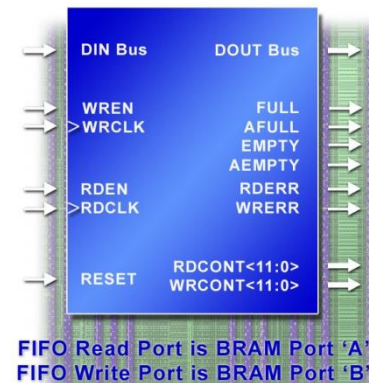 DIN Bus DOUT Bus
WREN FULL
>WRCLK AFULL
EMPTY
AEMPTY
RDEN RDERR
>RDCLK WRERR
RDCONT<11:0>
RESET WRCONT<11:0>
FIFO Read Port is BRAM Port ‘A’
FIFO Write Port is BRAM Port ‘B’